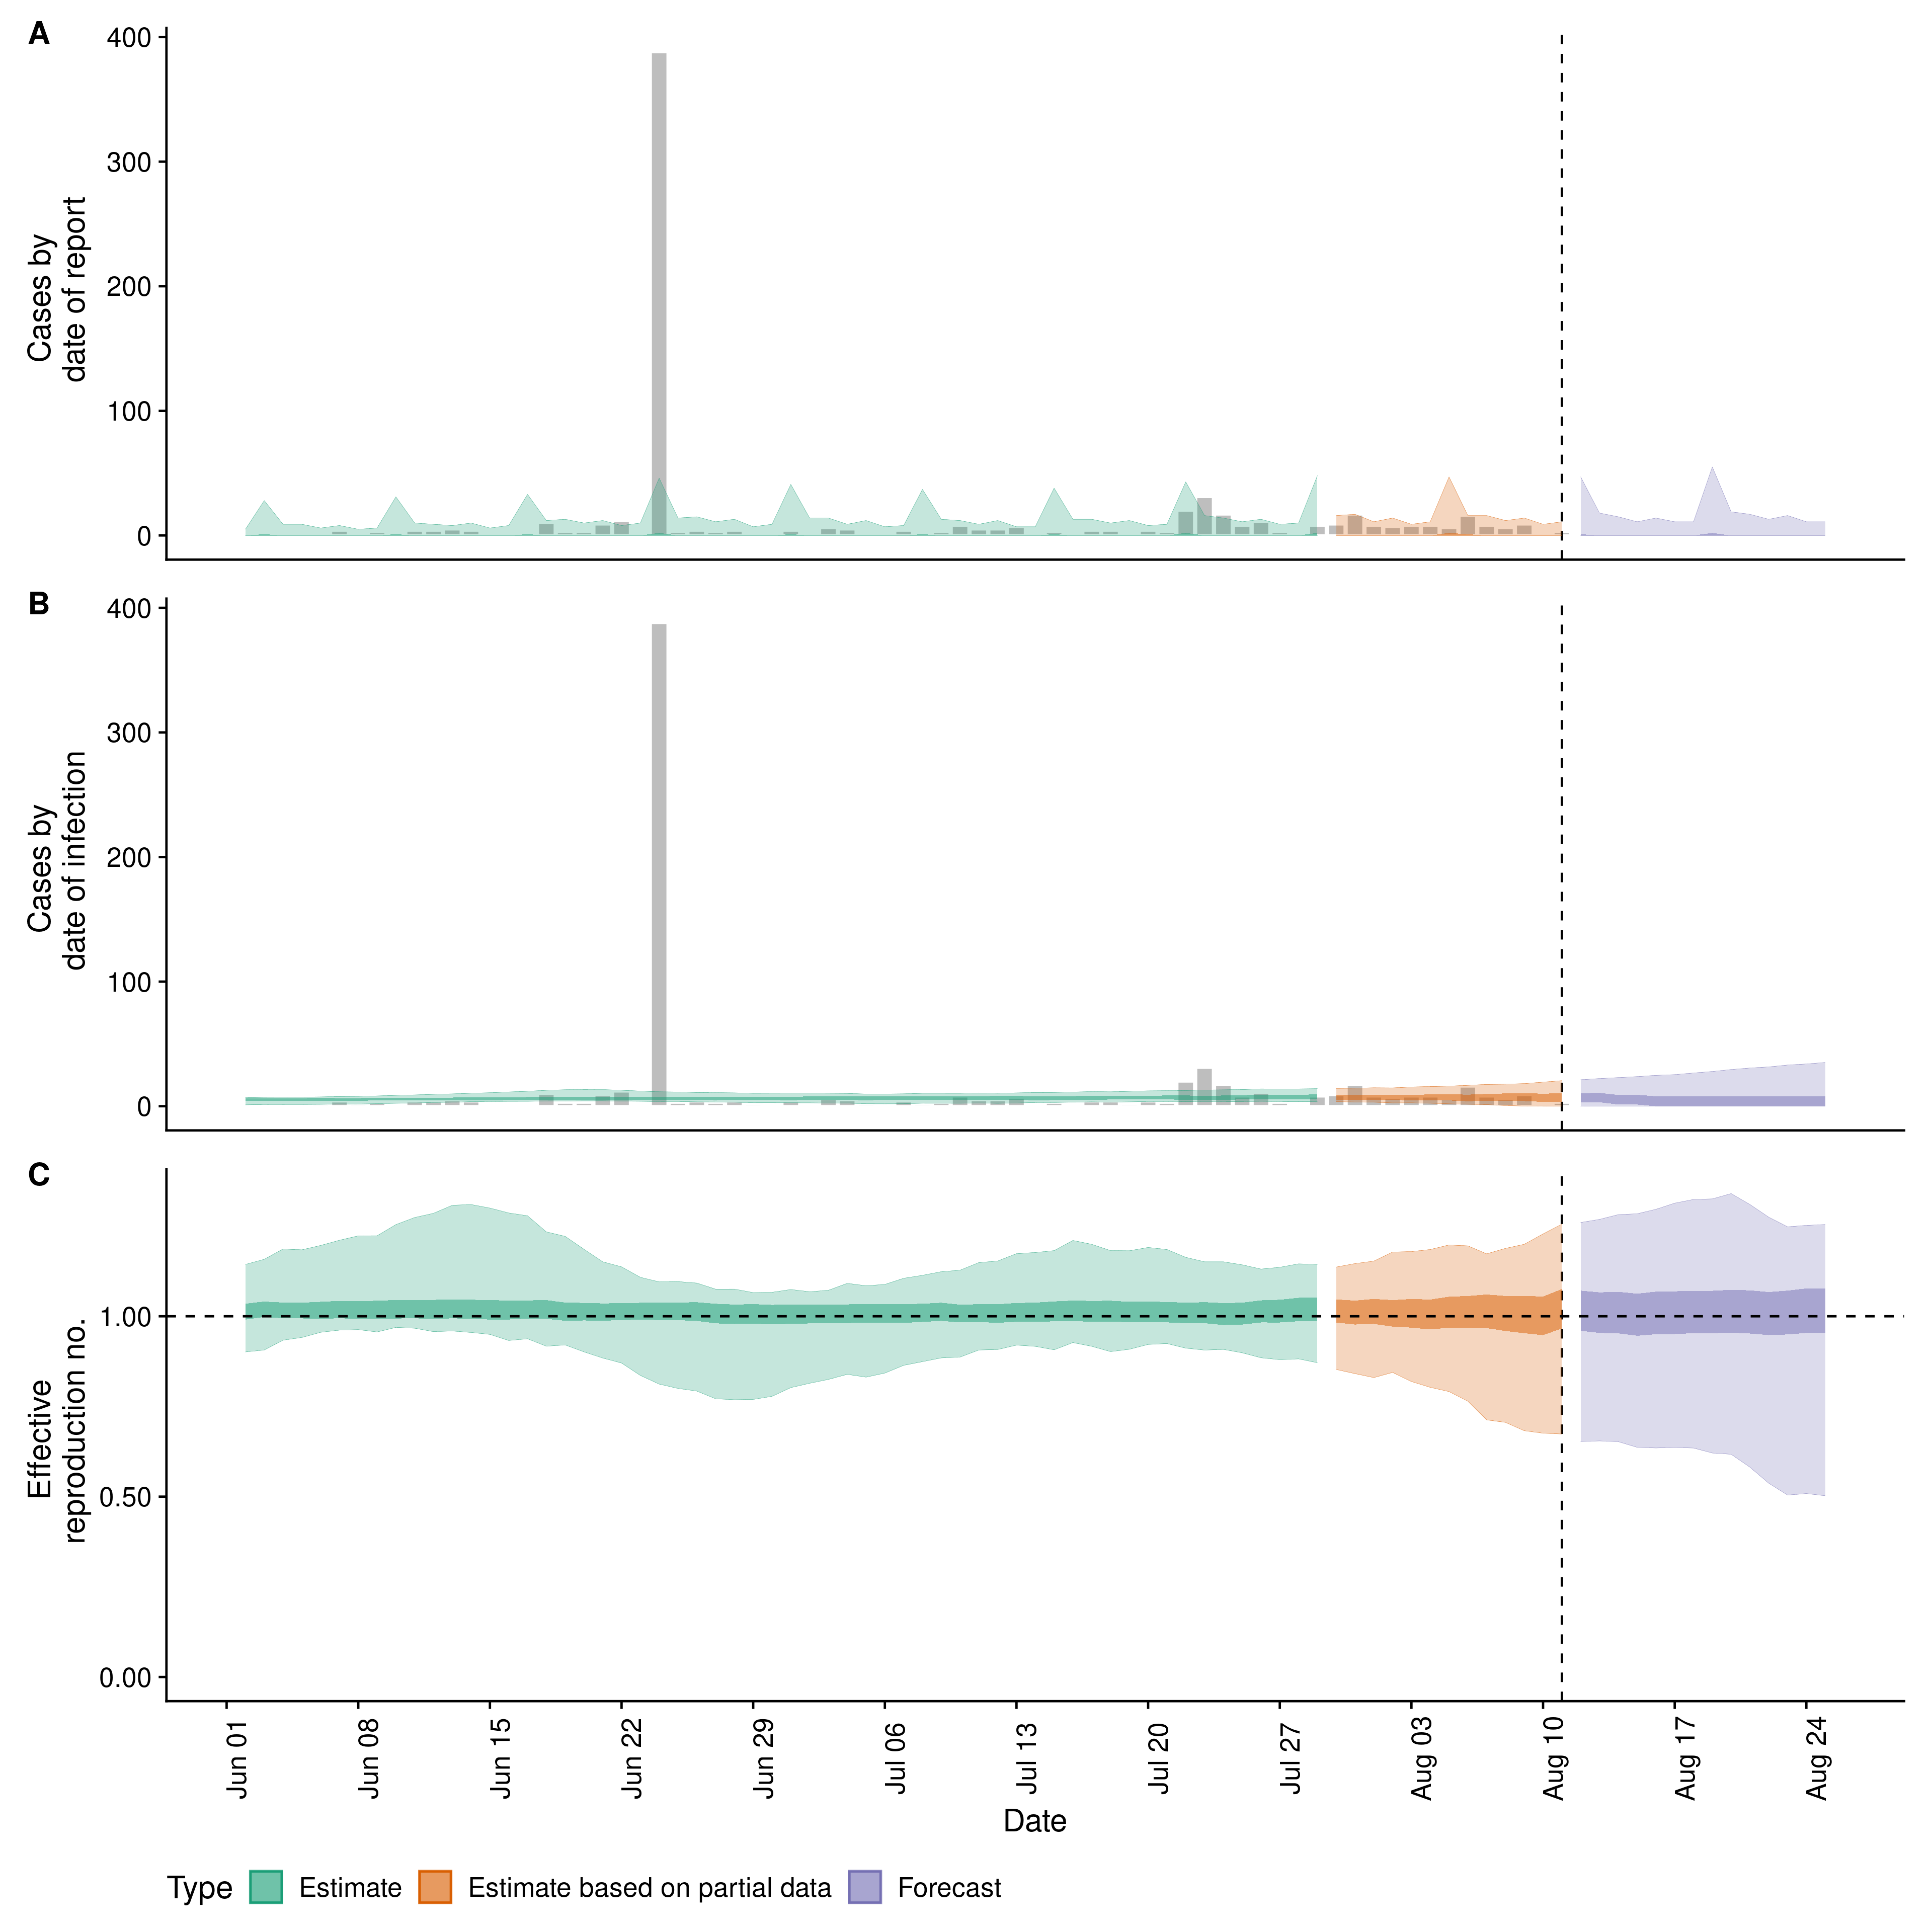 A
400
300
200
100
0
Cases by
date of report
B
400
300
200
100
0
Cases by
date of infection
C
1.00
0.50
0.00
Effective
reproduction no.
Jun 01
Jun 08
Jun 15
Jun 22
Jun 29
Jul 06
Jul 13
Jul 20
Jul 27
Aug 03
Aug 10
Aug 17
Aug 24
Date
Type Estimate Estimate based on partial data Forecast